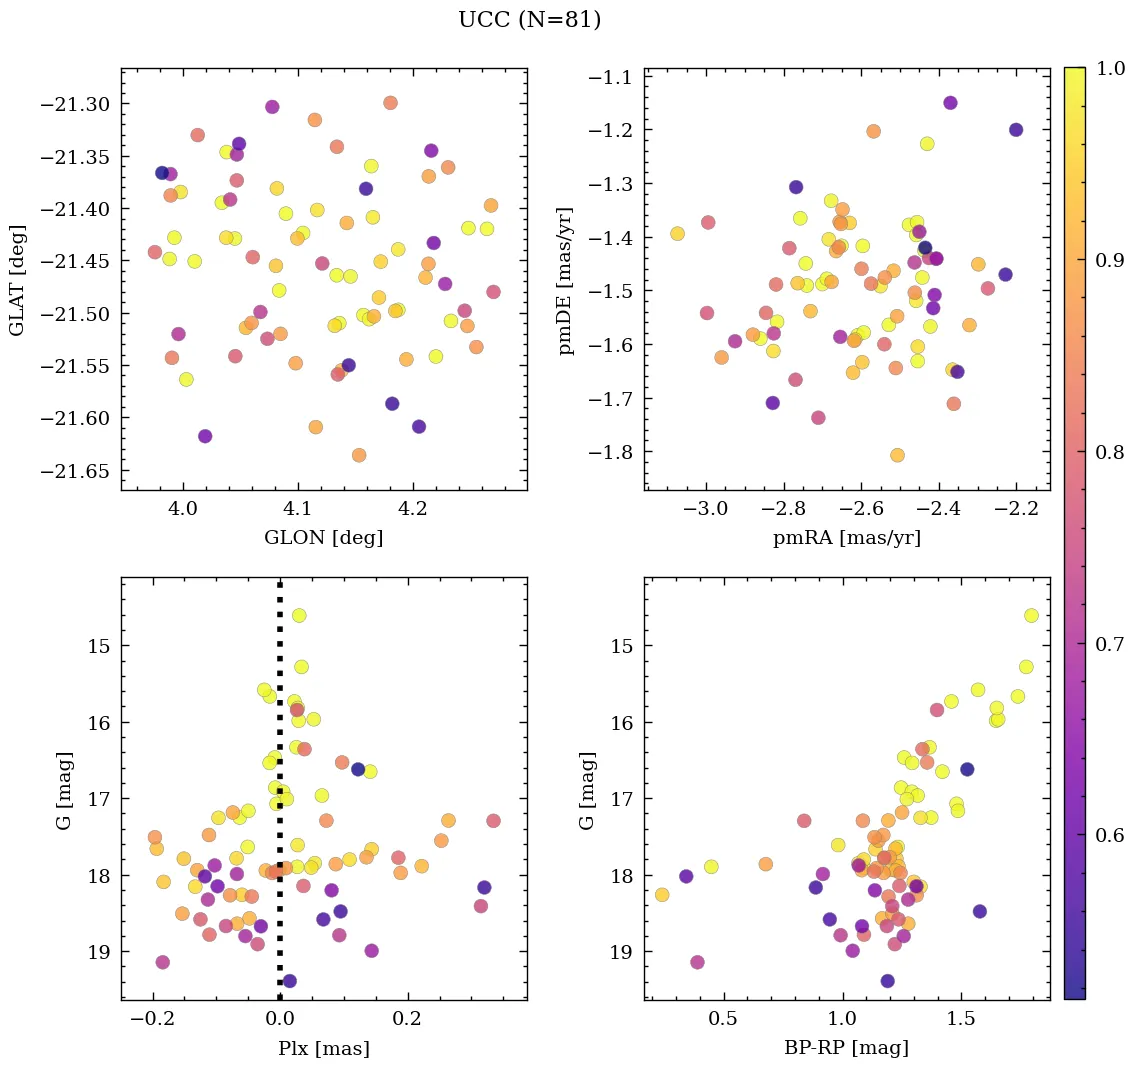 UCC (N=81)
−21.30
−21.35
−21.40
−21.45
−21.50
−21.55
−21.60
−21.65
GLAT [deg]
4.0 4.1 4.2
GLON [deg]
−1.1
−1.2
−1.3
−1.4
−1.5
−1.6
−1.7
−1.8
pmDE [mas/yr]
−3.0 −2.8 −2.6 −2.4 −2.2
pmRA [mas/yr]
15
16
17
18
19
G [mag]
−0.2 0.0 0.2
Plx [mas]
15
16
17
18
19
G [mag]
0.5 1.0 1.5
BP-RP [mag]
1.0
0.9
0.8
0.7
0.6